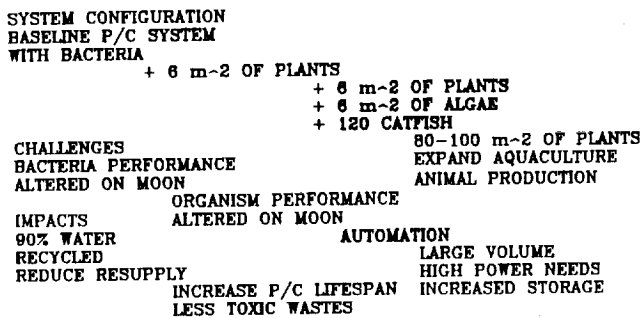 SYSTEM CONFIGURATION
BASELINE P/C SYSTEM
WITH BACTERIA
+ 6 m~2 OF PLANTS
+ 6 m~2 OF PLANTS
+ 6 m~2 OF ALGAE
+ 120 CATFISH
80-100 m~2 OF PLANTS
EXPAND AQUACULTURE
ANIMAL PRODUCTION
CHALLENGES
BACTERIA PERFORMANCE
ALTERED ON MOON
ORGANISM PERFORMANCE
ALTERED ON MOON
AUTOMATION
IMPACTS
90% WATER
RECYCLED
REDUCE RESUPPLY
INCREASE P/C LIFESPAN
LESS TOXIC WASTES
LARGE VOLUME
HIGH POWER NEEDS
INCREASED STORAGE